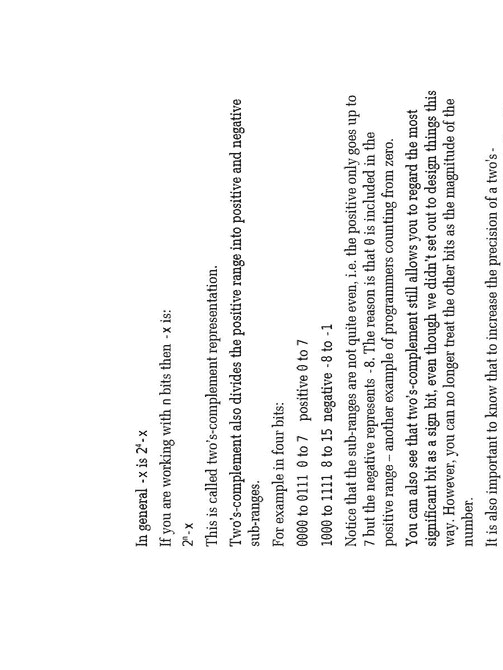 In general -x is 2⁴-x
If you are working with n bits then -x is:
2ⁿ-x
This is called two's-complement representation.
Two's-complement also divides the positive range into positive and negative
sub-ranges.
For example in four bits:
0000 to 0111 0 to 7 positive 0 to 7
1000 to 1111 8 to 15 negative -8 to -1
Notice that the sub-ranges are not quite even, i.e. the positive only goes up to
7 but the negative represents -8. The reason is that 0 is included in the
positive range – another example of programmers counting from zero.
You can also see that two's-complement still allows you to regard the most
significant bit as a sign bit, even though we didn't set out to design things this
way. However, you can no longer treat the other bits as the magnitude of the
number.
It is also important to know that to increase the precision of a two's-